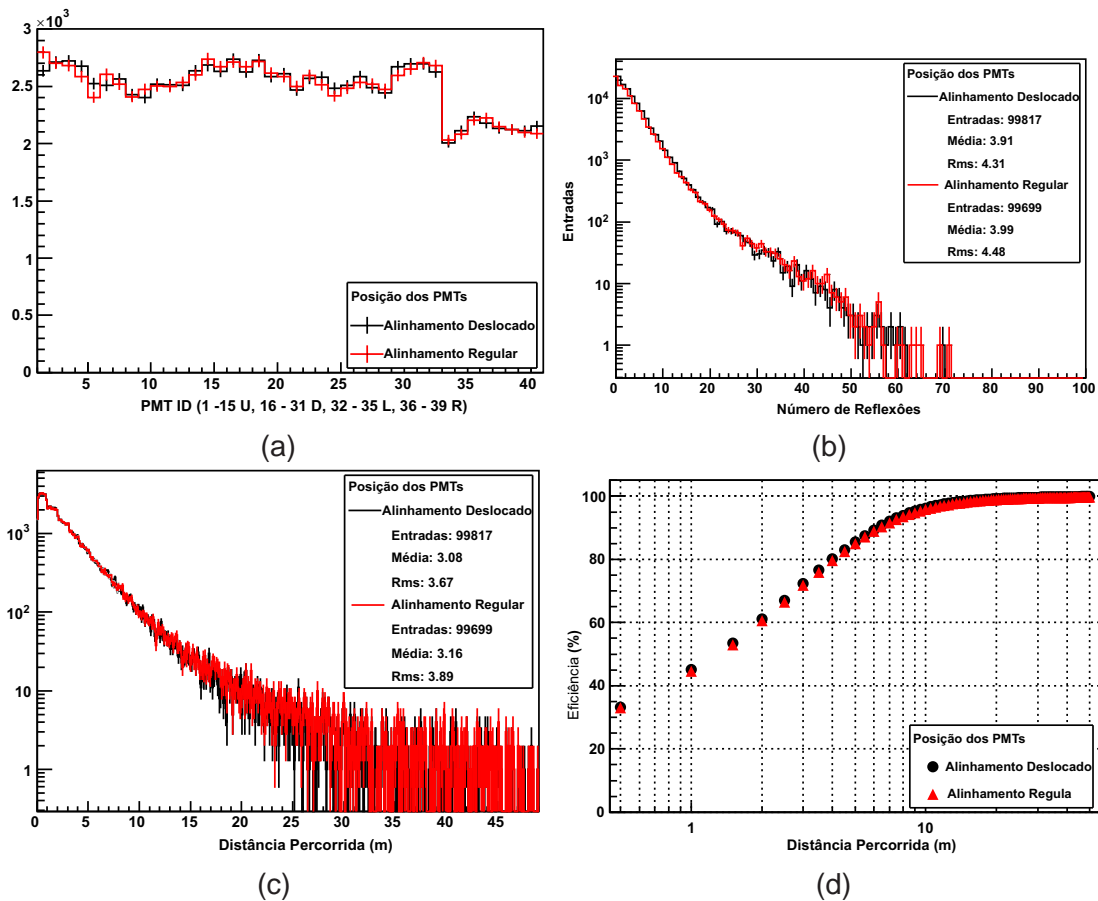 ×10³
3
2.5
2
1.5
1
0.5
0
5 10 15 20 25 30 35 40
PMT ID (1 -15 U, 16 - 31 D, 32 - 35 L, 36 - 39 R)
Posição dos PMTs
Alinhamento Deslocado
Alinhamento Regular
(a)
Entradas
10⁴
10³
10²
10
1
0 10 20 30 40 50 60 70 80 90 100
Número de Reflexões
Posição dos PMTs
Alinhamento Deslocado
Entradas: 99817
Média: 3.91
Rms: 4.31
Alinhamento Regular
Entradas: 99699
Média: 3.99
Rms: 4.48
(b)
10³
10²
10
1
0 5 10 15 20 25 30 35 40 45
Distância Percorrida (m)
Posição dos PMTs
Alinhamento Deslocado
Entradas: 99817
Média: 3.08
Rms: 3.67
Alinhamento Regular
Entradas: 99699
Média: 3.16
Rms: 3.89
(c)
Eficiência (%)
100
80
60
40
20
0
1 10
Distância Percorrida (m)
Posição dos PMTs
Alinhamento Deslocado
Alinhamento Regula
(d)